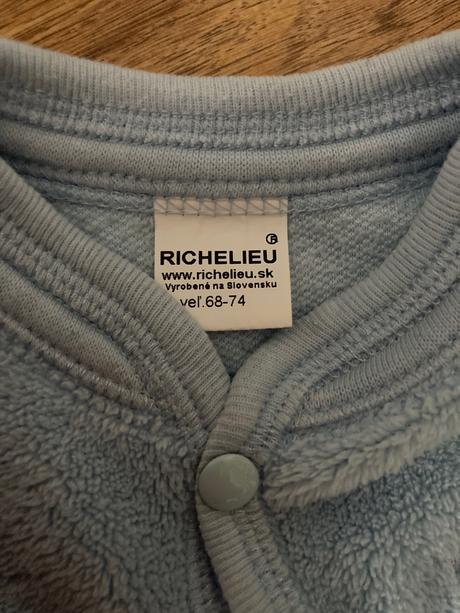 ®
RICHELIEU
www.richelieu.sk
Vyrobené na Slovensku
veľ.68-74